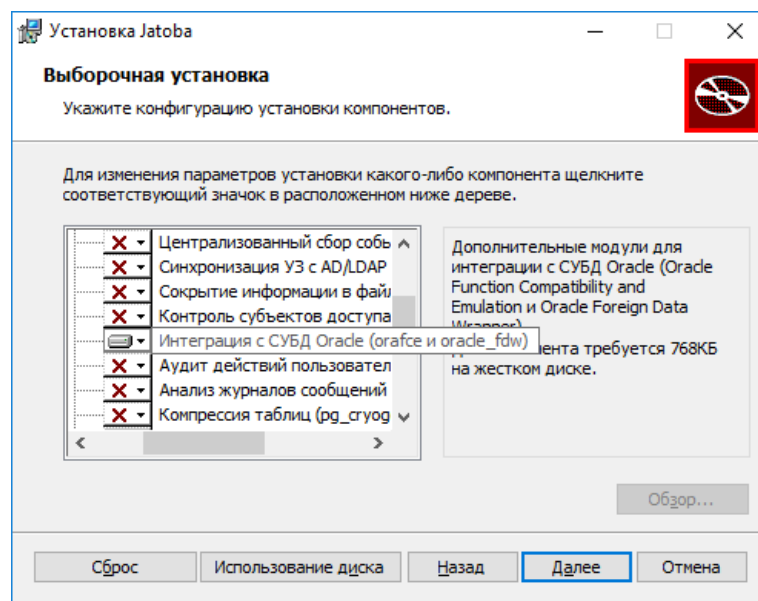 Установка Jatoba
Выборочная установка
Укажите конфигурацию установки компонентов.
Для изменения параметров установки какого-либо компонента щелкните
соответствующий значок в расположенном ниже дереве.
Централизованный сбор собь
Синхронизация УЗ с AD/LDAP
Сокрытие информации в фай
Контроль субъектов доступа
Интеграция с СУБД Oracle (orafce и oracle_fdw)
Аудит действий пользовател
Анализ журналов сообщений
Компрессия таблиц (pg_cryog
Дополнительные модули для
интеграции с СУБД Oracle (Oracle
Function Compatibility and
Emulation и Oracle Foreign Data
Wrapper)
требуется 768КБ
на жестком диске.
Обзор...
Сброс
Использование диска
Назад
Далее
Отмена